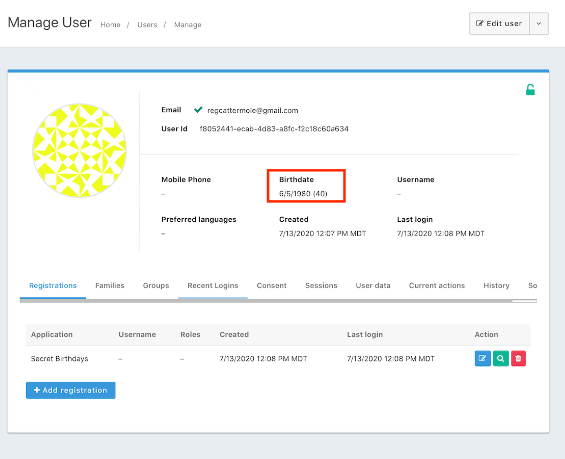 Manage User Home / Users / Manage Edit user
Email regcattermole@gmail.com
User Id f8052441-ecab-4d83-a8fc-f2c18c60a634
Mobile Phone Birthdate Username
– 6/5/1980 (40) –
Preferred languages Created Last login
– 7/13/2020 12:07 PM MDT 7/13/2020 12:08 PM MDT
Registrations Families Groups Recent Logins Consent Sessions User data Current actions History So
Application Username Roles Created Last login Action
Secret Birthdays – – 7/13/2020 12:08 PM MDT 7/13/2020 12:08 PM MDT
+ Add registration